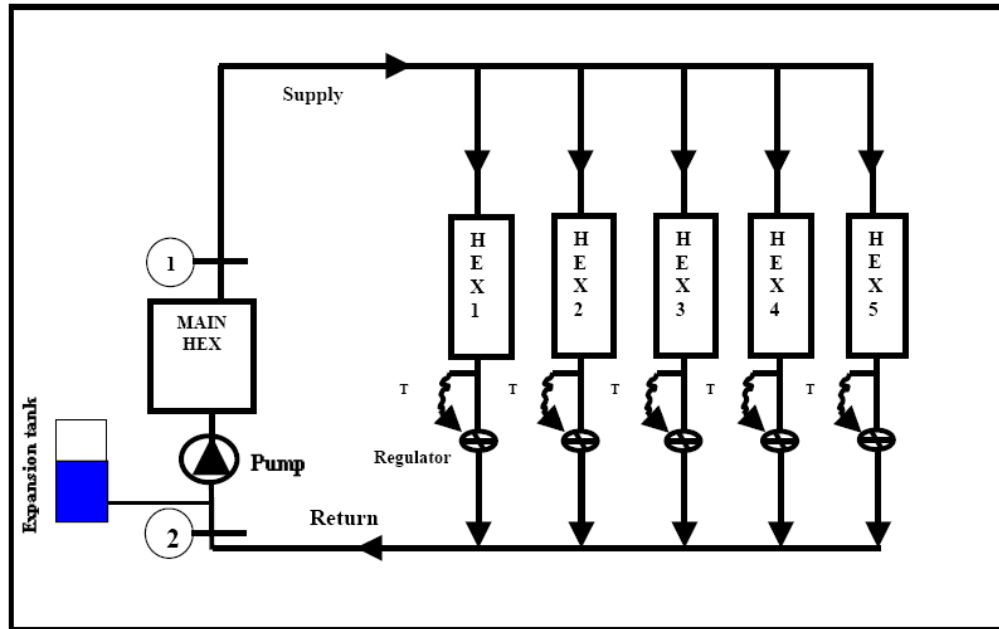 Supply
1
MAIN
HEX
H
E
X
1
H
E
X
2
H
E
X
3
H
E
X
4
H
E
X
5
T
T
T
T
T
Regulator
Expansion tank
Pump
2
Return